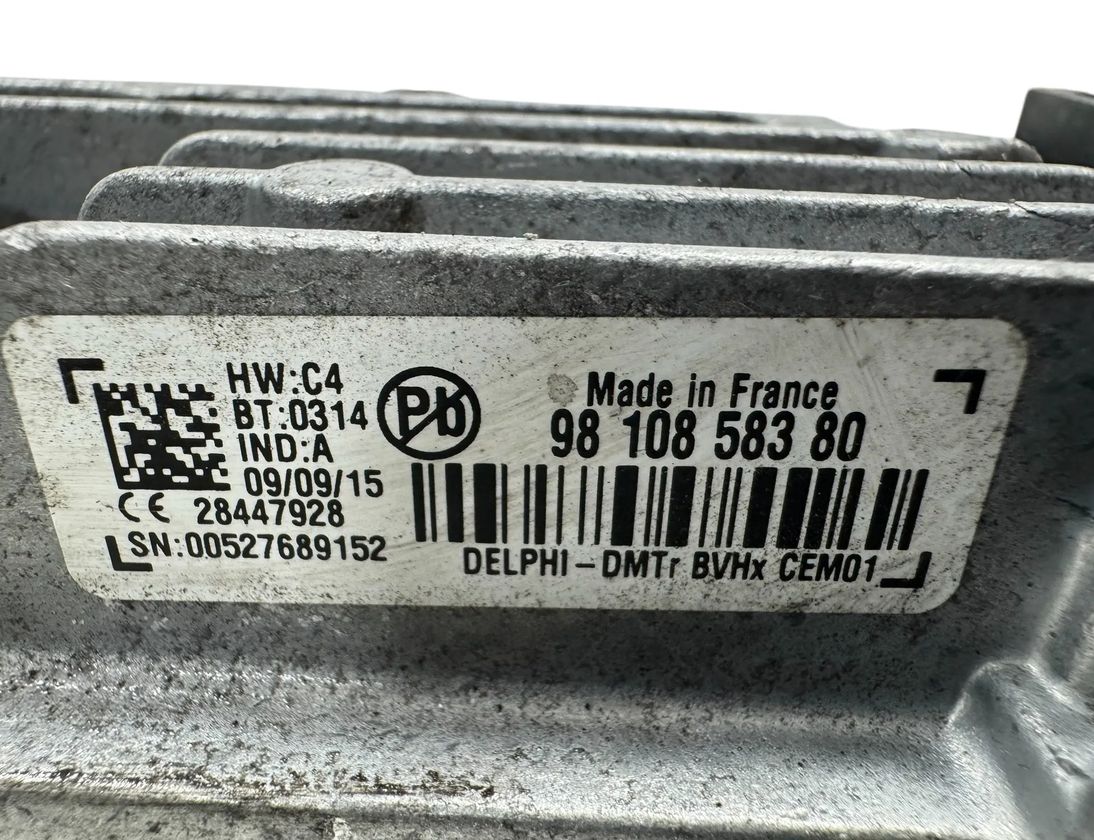 HW:C4
BT:0314
IND:A
09/09/15
CE 28447928
SN:00527689152
Pb
Made in France
98 108 583 80
DELPHI-DMTr BVHx CEM01